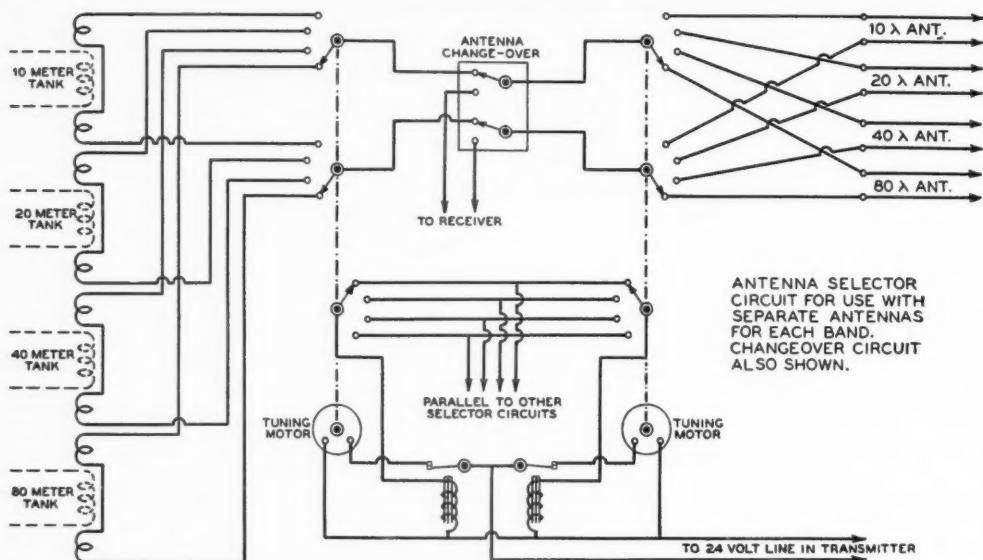 10 METER
TANK
20 METER
TANK
40 METER
TANK
80 METER
TANK
ANTENNA
CHANGE-OVER
TO RECEIVER
10 λ ANT.
20 λ ANT.
40 λ ANT.
80 λ ANT.
ANTENNA SELECTOR
CIRCUIT FOR USE WITH
SEPARATE ANTENNAS
FOR EACH BAND.
CHANGEOVER CIRCUIT
ALSO SHOWN.
PARALLEL TO OTHER
SELECTOR CIRCUITS
TUNING
MOTOR
TUNING
MOTOR
TO 24 VOLT LINE IN TRANSMITTER